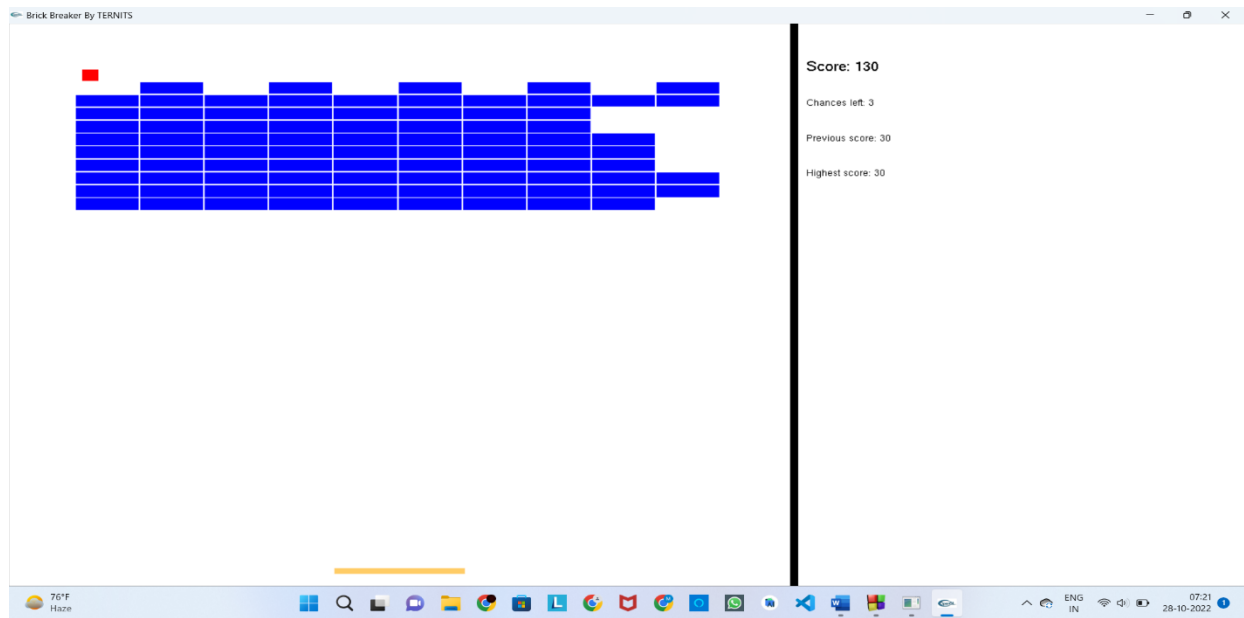 Brick Breaker By TERNITS
Score: 130
Chances left: 3
Previous score: 30
Highest score: 30
76°F
Haze
ENG
IN
07:21
28-10-2022
1